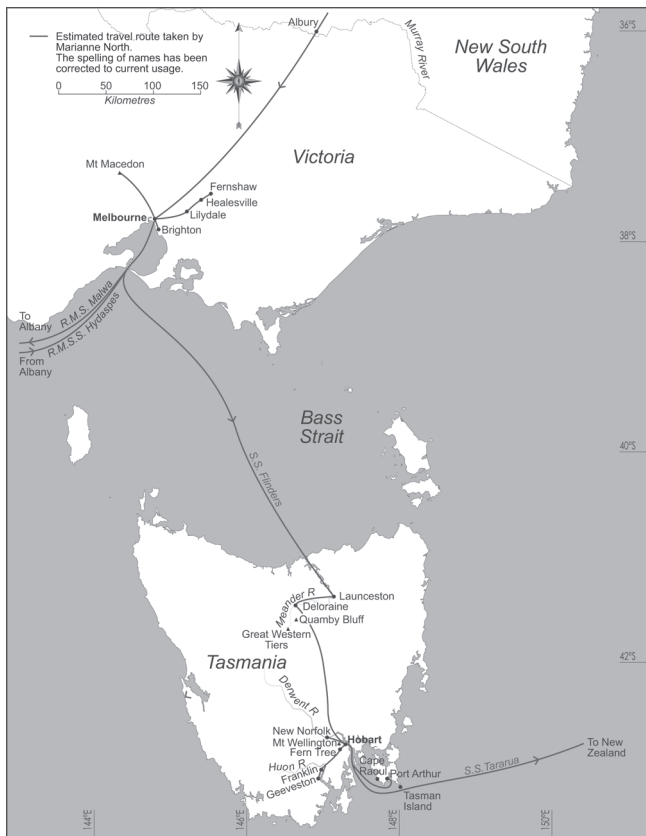 Albury
36°S
Estimated travel route taken by
Marianne North.
The spelling of names has been
corrected to current usage.
0 50 100 150
Kilometres
Murray River
New South
Wales
Victoria
Mt Macedon
Fernshaw
Healesville
Lilydale
Melbourne
Brighton
38°S
R.M.S. Malwa
R.M.S.S. Hydaspes
To
Albany
From
Albany
Bass
Strait
40°S
S.S. Flinders
Launceston
Meander R
Deloraine
Quamby Bluff
Great Western
Tiers
Tasmania
42°S
Derwent R
New Norfolk
Hobart
Mt Wellington
Fern Tree
Huon R
Franklin
Geeveston
Cape
Raoul
Port Arthur
Tasman
Island
S.S. Tararua
To New
Zealand
144°E
146°E
148°E
150°E